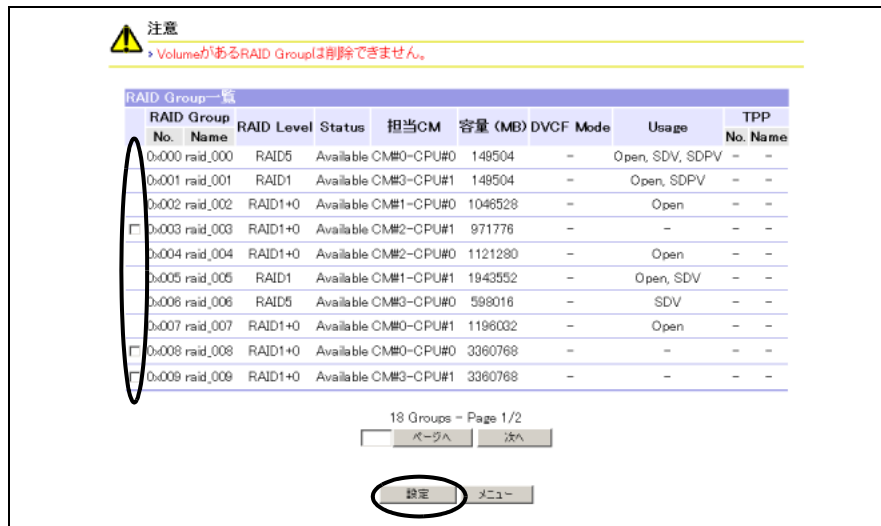 注意
> VolumeがあるRAID Groupは削除できません。
RAID Group一覧
RAID Group RAID Level Status 担当CM 容量 (MB) DVCF Mode Usage TPP
No. Name No. Name
0x000 raid_000 RAID5 Available CM#0-CPU#0 149504 - Open, SDV, SDPV - -
0x001 raid_001 RAID1 Available CM#3-CPU#1 149504 - Open, SDPV - -
0x002 raid_002 RAID1+0 Available CM#1-CPU#0 1046528 - Open - -
0x003 raid_003 RAID1+0 Available CM#2-CPU#1 971776 - - - -
0x004 raid_004 RAID1+0 Available CM#2-CPU#0 1121280 - Open - -
0x005 raid_005 RAID1 Available CM#1-CPU#1 1943552 - Open, SDV - -
0x006 raid_006 RAID5 Available CM#3-CPU#0 598016 - SDV - -
0x007 raid_007 RAID1+0 Available CM#0-CPU#1 1196032 - Open - -
0x008 raid_008 RAID1+0 Available CM#0-CPU#0 3360768 - - - -
0x009 raid_009 RAID1+0 Available CM#3-CPU#1 3360768 - - - -
18 Groups - Page 1/2
ページへ 次へ
設定 メニュー